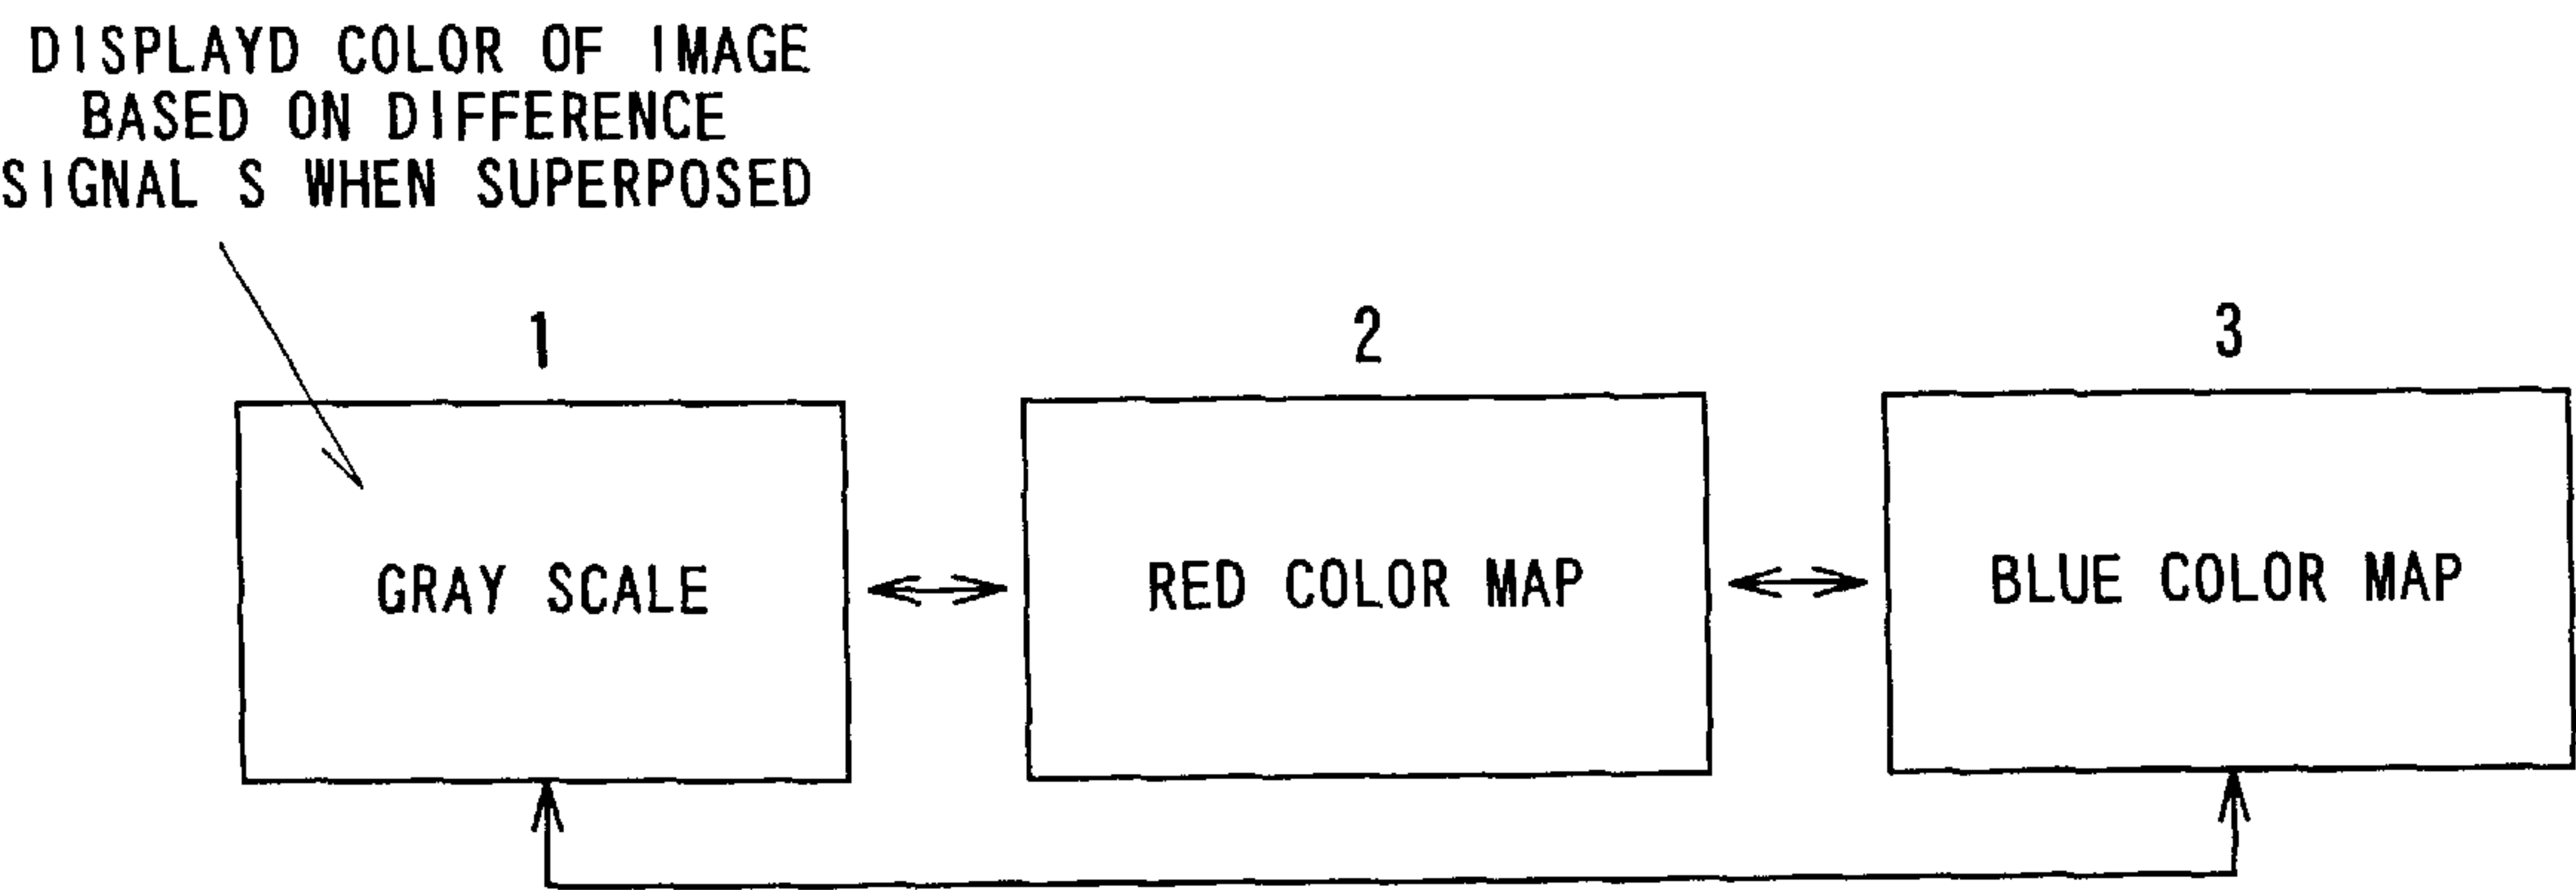 DISPLAYD COLOR OF IMAGE
BASED ON DIFFERENCE
SIGNAL S WHEN SUPERPOSED
1
2
3
GRAY SCALE
RED COLOR MAP
BLUE COLOR MAP